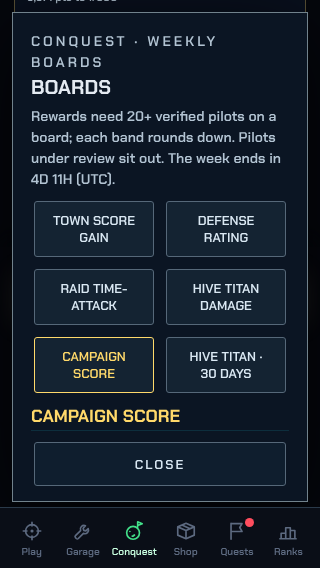 CONQUEST · WEEKLY
BOARDS
BOARDS
Rewards need 20+ verified pilots on a
board; each band rounds down. Pilots
under review sit out. The week ends in
4D 11H (UTC).
TOWN SCORE
GAIN
DEFENSE
RATING
RAID TIME-
ATTACK
HIVE TITAN
DAMAGE
CAMPAIGN
SCORE
HIVE TITAN ·
30 DAYS
CAMPAIGN SCORE
CLOSE
Play
Garage
Conquest
Shop
Quests
Ranks